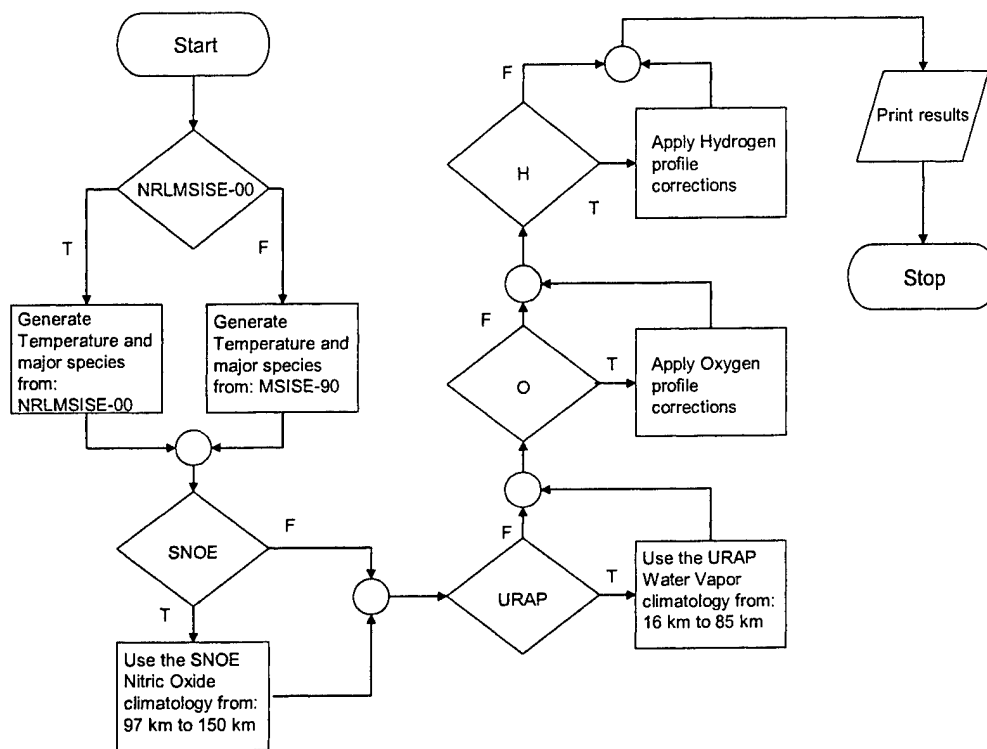 Start
NRLMSISE-00
T
F
Generate
Temperature and
major species
from:
NRLMSISE-00
Generate
Temperature and
major species
from: MSISE-90
SNOE
F
T
Use the SNOE
Nitric Oxide
climatology from:
97 km to 150 km
URAP
F
T
Use the URAP
Water Vapor
climatology from:
16 km to 85 km
O
F
T
Apply Oxygen
profile
corrections
H
F
T
Apply Hydrogen
profile
corrections
Print results
Stop